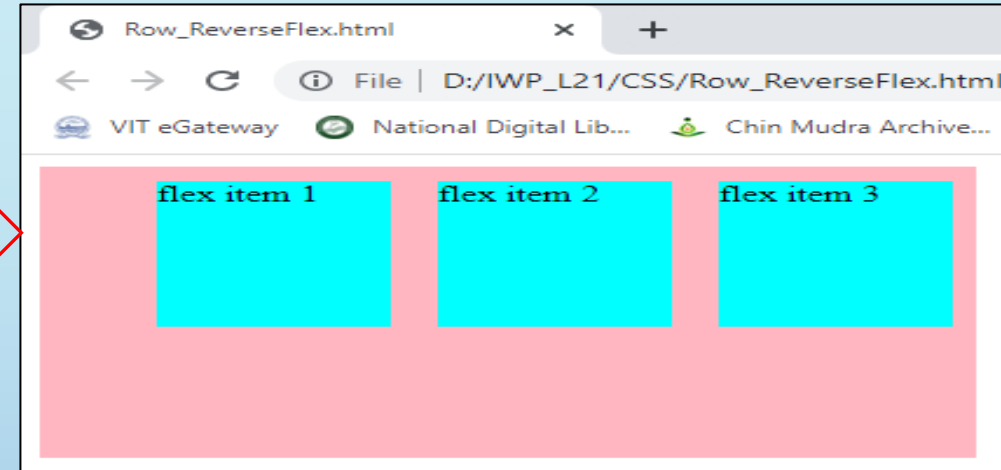 Row_ReverseFlex.html
File | D:/IWP_L21/CSS/Row_ReverseFlex.html
VIT eGateway National Digital Lib... Chin Mudra Archive...
flex item 1 flex item 2 flex item 3